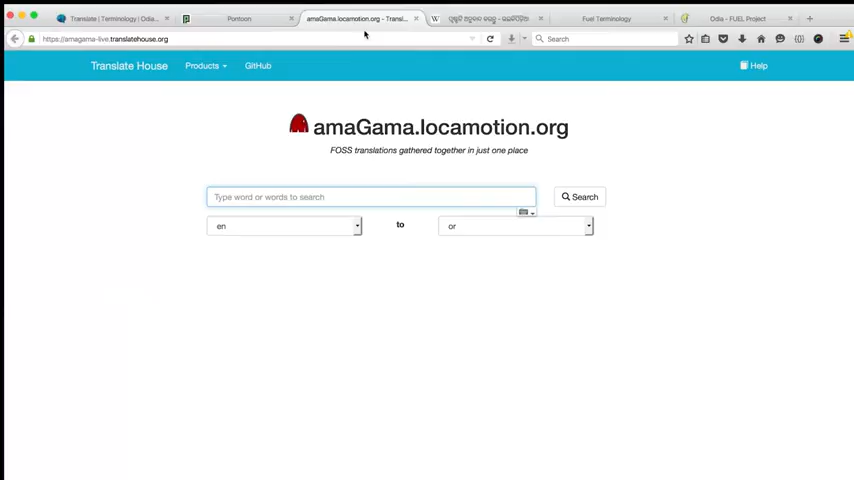 Translate | Terminology | Odia...
Pontoon
amaGama.locamotion.org - Transl...
Fuel Terminology
Odia - FUEL Project
https://amagama-live.translatehouse.org
Search
Translate House
Products
GitHub
Help
amaGama.locamotion.org
FOSS translations gathered together in just one place
Type word or words to search
Search
en
to
or